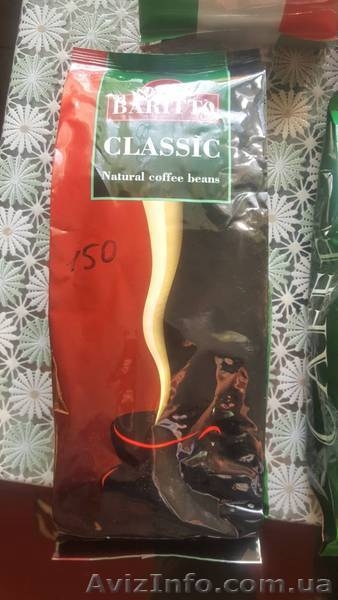 BARITTO
CLASSIC
Natural coffee beans
150
AvizInfo.com.ua